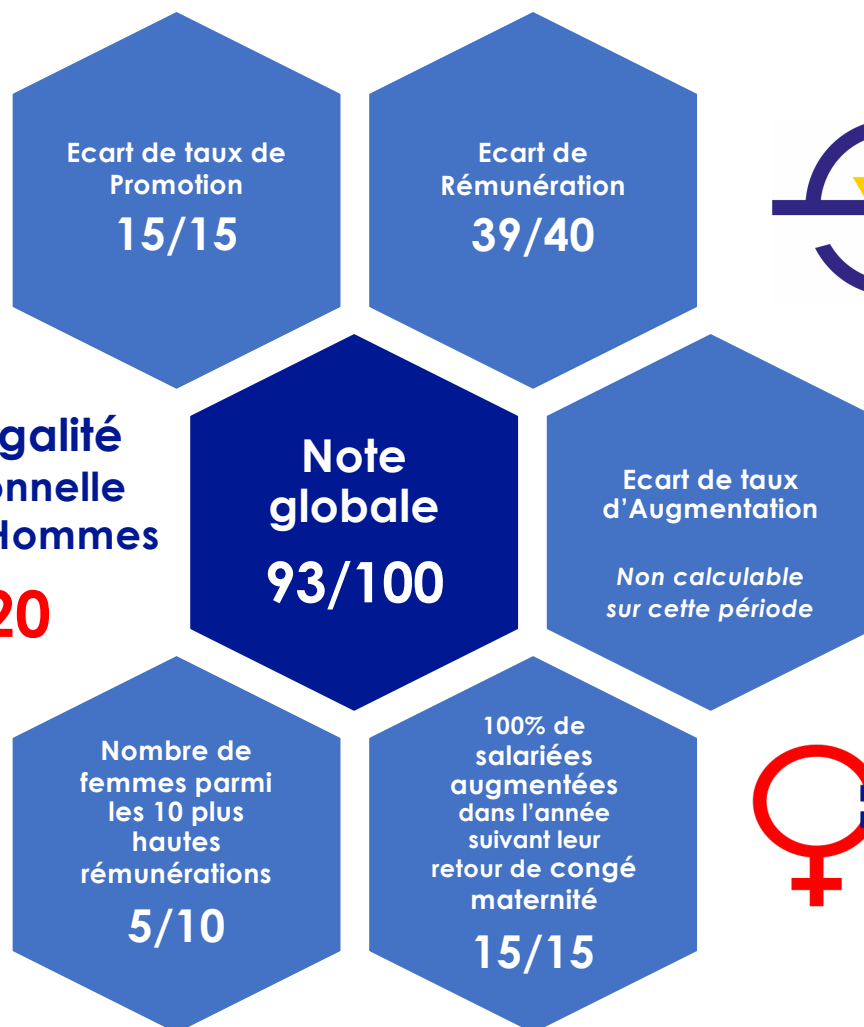 Ecart de taux de
Promotion
15/15
Ecart de
Rémunération
39/40
galité
onnelle
Hommes
20
Note
globale
93/100
Ecart de taux
d'Augmentation
Non calculable
sur cette période
Nombre de
femmes parmi
les 10 plus
hautes
rémunérations
5/10
100% de
salariées
augmentées
dans l'année
suivant leur
retour de congé
maternité
15/15